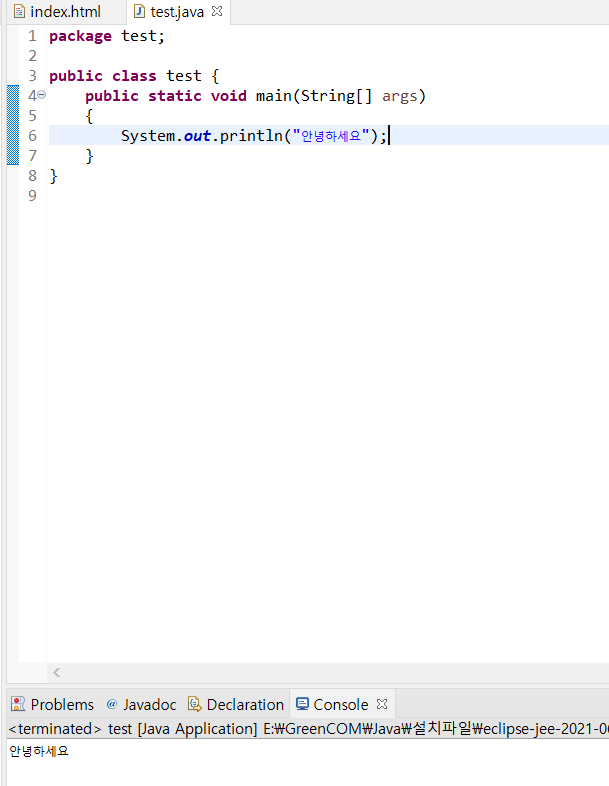 index.html test.java
1 package test;
2
3 public class test {
4 public static void main(String[] args)
5 {
6 System.out.println("안녕하세요");
7 }
8 }
9
Problems @ Javadoc Declaration Console
<terminated> test [Java Application] E:₩GreenCOM₩Java₩설치파일₩eclipse-jee-2021-06
안녕하세요